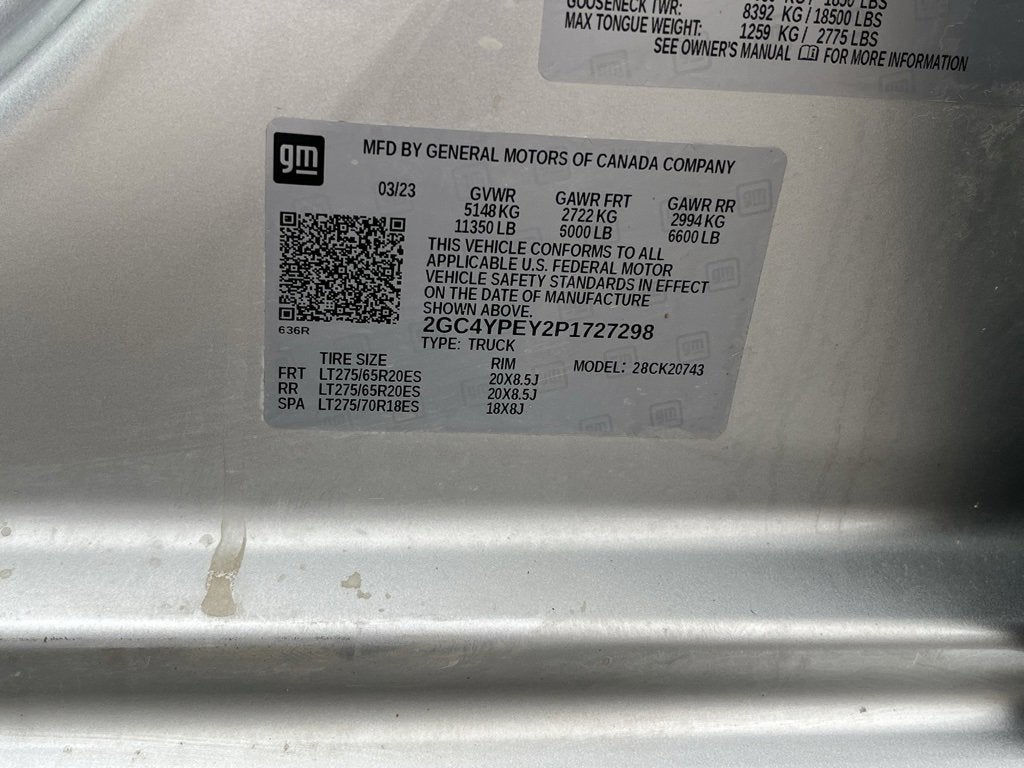 1850 LBS
GOOSENECK TWR: 8392 KG/18500 LBS
MAX TONGUE WEIGHT: 1259 KG/ 2775 LBS
SEE OWNER'S MANUAL FOR MORE INFORMATION
gm MFD BY GENERAL MOTORS OF CANADA COMPANY
03/23 GVWR GAWR FRT GAWR RR
5148 KG 2722 KG 2994 KG
11350 LB 5000 LB 6600 LB
THIS VEHICLE CONFORMS TO ALL
APPLICABLE U.S. FEDERAL MOTOR
VEHICLE SAFETY STANDARDS IN EFFECT
ON THE DATE OF MANUFACTURE
SHOWN ABOVE.
636R
2GC4YPEY2P1727298
TYPE: TRUCK
TIRE SIZE RIM MODEL: 28CK20743
FRT LT275/65R20ES 20X8.5J
RR LT275/65R20ES 20X8.5J
SPA LT275/70R18ES 18X8J